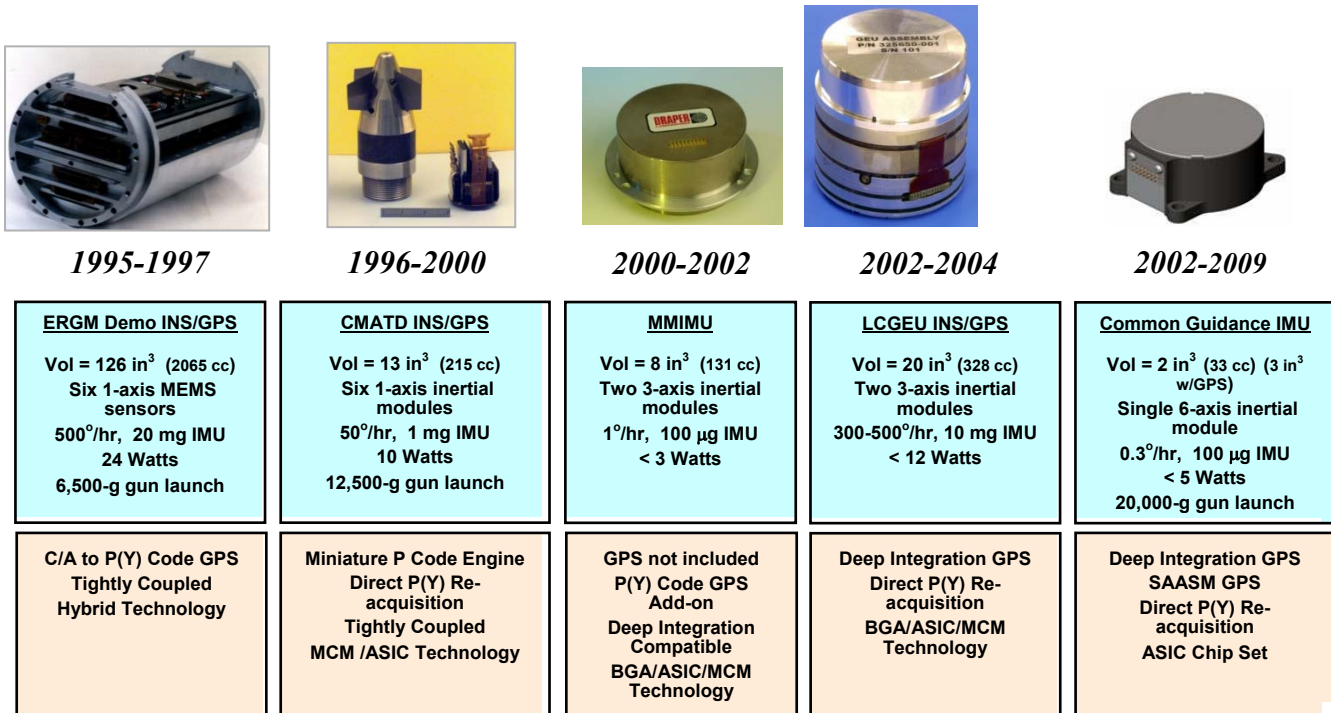 GEU ASSEMBLY
P/N 325650-001
S/N 101
DRAPER
1995-1997
1996-2000
2000-2002
2002-2004
2002-2009
ERGM Demo INS/GPS
Vol = 126 in³ (2065 cc)
Six 1-axis MEMS
sensors
500°/hr, 20 mg IMU
24 Watts
6,500-g gun launch
CMATD INS/GPS
Vol = 13 in³ (215 cc)
Six 1-axis inertial
modules
50°/hr, 1 mg IMU
10 Watts
12,500-g gun launch
MMIMU
Vol = 8 in³ (131 cc)
Two 3-axis inertial
modules
1°/hr, 100 µg IMU
< 3 Watts
LCGEU INS/GPS
Vol = 20 in³ (328 cc)
Two 3-axis inertial
modules
300-500°/hr, 10 mg IMU
< 12 Watts
Common Guidance IMU
Vol = 2 in³ (33 cc) (3 in³
w/GPS)
Single 6-axis inertial
module
0.3°/hr, 100 µg IMU
< 5 Watts
20,000-g gun launch
C/A to P(Y) Code GPS
Tightly Coupled
Hybrid Technology
Miniature P Code Engine
Direct P(Y) Re-
acquisition
Tightly Coupled
MCM /ASIC Technology
GPS not included
P(Y) Code GPS
Add-on
Deep Integration
Compatible
BGA/ASIC/MCM
Technology
Deep Integration GPS
Direct P(Y) Re-
acquisition
BGA/ASIC/MCM
Technology
Deep Integration GPS
SAASM GPS
Direct P(Y) Re-
acquisition
ASIC Chip Set